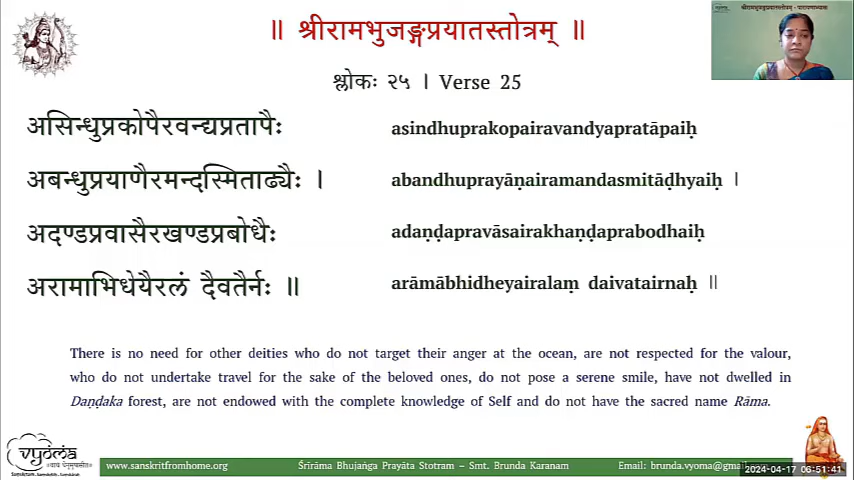 ॥ श्रीरामभुजङ्गप्रयातस्तोत्रम् ॥
श्लोकः २५ । Verse 25
असिन्धुप्रकोपैरवन्द्यप्रतापैः
asindhuprakopairavandyapratāpaiḥ
अबन्धुप्रयाणैरमन्दस्मिताढ्यैः ।
abandhuprayāṇairamandasmitāḍhyaiḥ |
अदण्डप्रवासैरखण्डप्रबोधैः
adaṇḍapravāsairakhaṇḍaprabodhaiḥ
अरामाभिधेयैरलं दैवतैर्नः ॥
arāmābhidheyairalaṃ daivatairnaḥ ||
There is no need for other deities who do not target their anger at the ocean, are not respected for the valour,
who do not undertake travel for the sake of the beloved ones, do not pose a serene smile, have not dwelled in
Daṇḍaka forest, are not endowed with the complete knowledge of Self and do not have the sacred name Rāma.
vyoma
www.sanskritfromhome.org
Śrīrāma Bhujaṅga Prayāta Stotram – Smt. Brunda Karanam
Email: brunda.vyoma@gmail
2024-04-17 06:51:41